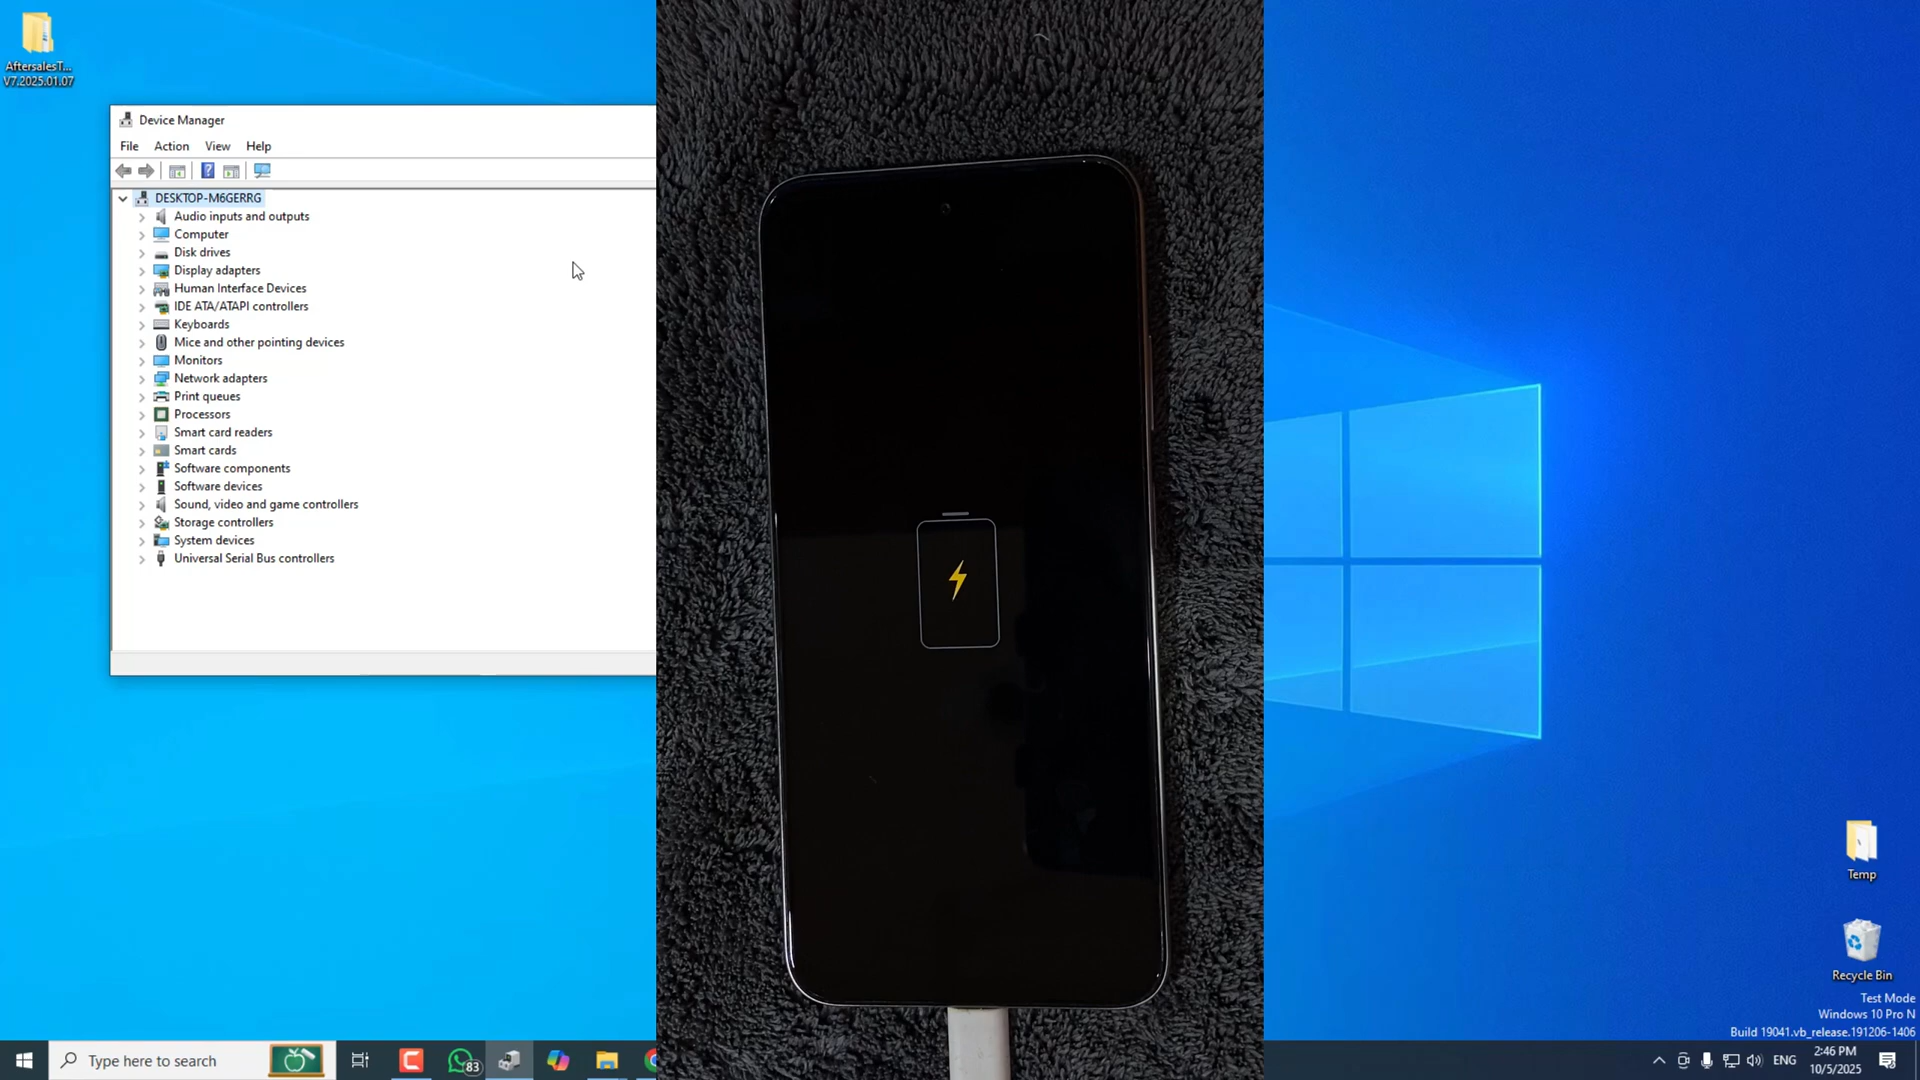 AftersalesT...
V7.2025.01.07
Device Manager
File Action View Help
DESKTOP-M6GERRG
Audio inputs and outputs
Computer
Disk drives
Display adapters
Human Interface Devices
IDE ATA/ATAPI controllers
Keyboards
Mice and other pointing devices
Monitors
Network adapters
Print queues
Processors
Smart card readers
Smart cards
Software components
Software devices
Sound, video and game controllers
Storage controllers
System devices
Universal Serial Bus controllers
Temp
Recycle Bin
Test Mode
Windows 10 Pro N
Build 19041.vb_release.191206-1406
Type here to search
83
ENG
2:46 PM
10/5/2025